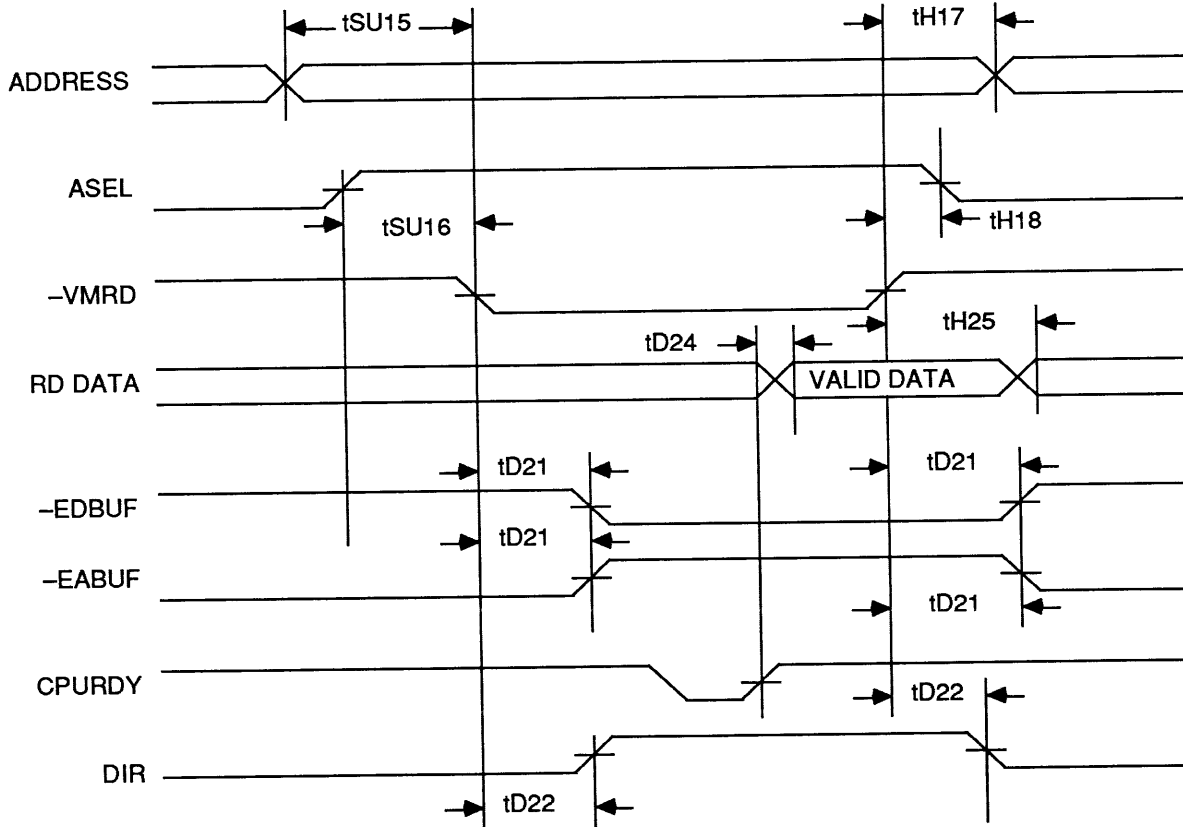 tSU15
tH17
ADDRESS
ASEL
tSU16
tH18
–VMRD
tD24
tH25
RD DATA
VALID DATA
tD21
tD21
–EDBUF
tD21
–EABUF
tD21
CPURDY
tD22
DIR
tD22